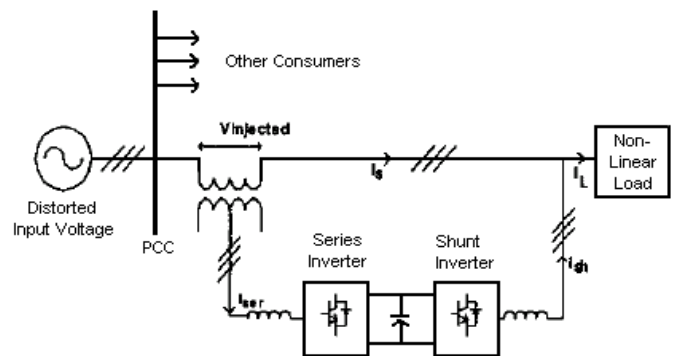 Other Consumers
Vinjected
Distorted
Input Voltage
PCC
Is
IL
Non-
Linear
Load
Series
Inverter
Shunt
Inverter
Iser
Ish